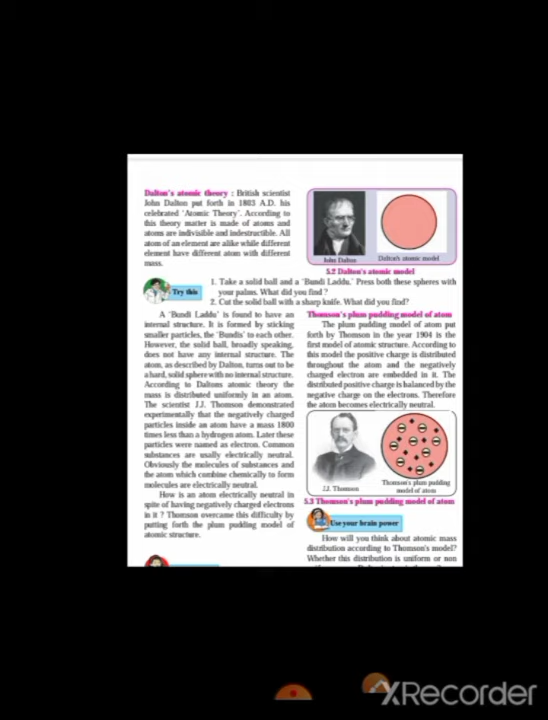 Dalton's atomic theory : British scientist
John Dalton put forth in 1803 A.D. his
celebrated 'Atomic Theory'. According to
this theory matter is made of atoms and
atoms are indivisible and indestructible. All
atom of an element are alike while different
element have different atom with different
mass.
John Dalton
Dalton's atomic model
5.2 Dalton's atomic model
Try this
1. Take a solid ball and a 'Bundi Laddu.' Press both these spheres with
your palms. What did you find ?
2. Cut the solid ball with a sharp knife. What did you find?
A 'Bundi Laddu' is found to have an
internal structure. It is formed by sticking
smaller particles, the 'Bundis' to each other.
However, the solid ball, broadly speaking,
does not have any internal structure. The
atom, as described by Dalton, turns out to be
a hard, solid sphere with no internal structure.
According to Daltons atomic theory the
mass is distributed uniformly in an atom.
The scientist J.J. Thomson demonstrated
experimentally that the negatively charged
particles inside an atom have a mass 1800
times less than a hydrogen atom. Later these
particles were named as electron. Common
substances are usally electrically neutral.
Obviously the molecules of substances and
the atom which combine chemically to form
molecules are electrically neutral.
How is an atom electrically neutral in
spite of having negatively charged electrons
in it ? Thomson overcame this difficulty by
putting forth the plum pudding model of
atomic structure.
Thomson's plum pudding model of atom
The plum pudding model of atom put
forth by Thomson in the year 1904 is the
first model of atomic structure. According to
this model the positive charge is distributed
throughout the atom and the negatively
charged electron are embedded in it. The
distributed positive charge is balanced by the
negative charge on the electrons. Therefore
the atom becomes electrically neutral.
J.J. Thomson
Thomson's plum pudding
model of atom
5.3 Thomson's plum pudding model of atom
Use your brain power
How will you think about atomic mass
distribution according to Thomson's model?
Whether this distribution is uniform or non
XRecorder